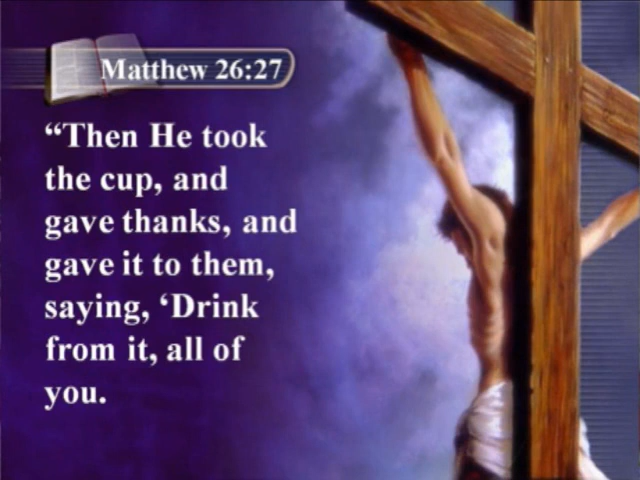 Matthew 26:27
“Then He took
the cup, and
gave thanks, and
gave it to them,
saying, ‘Drink
from it, all of
you.